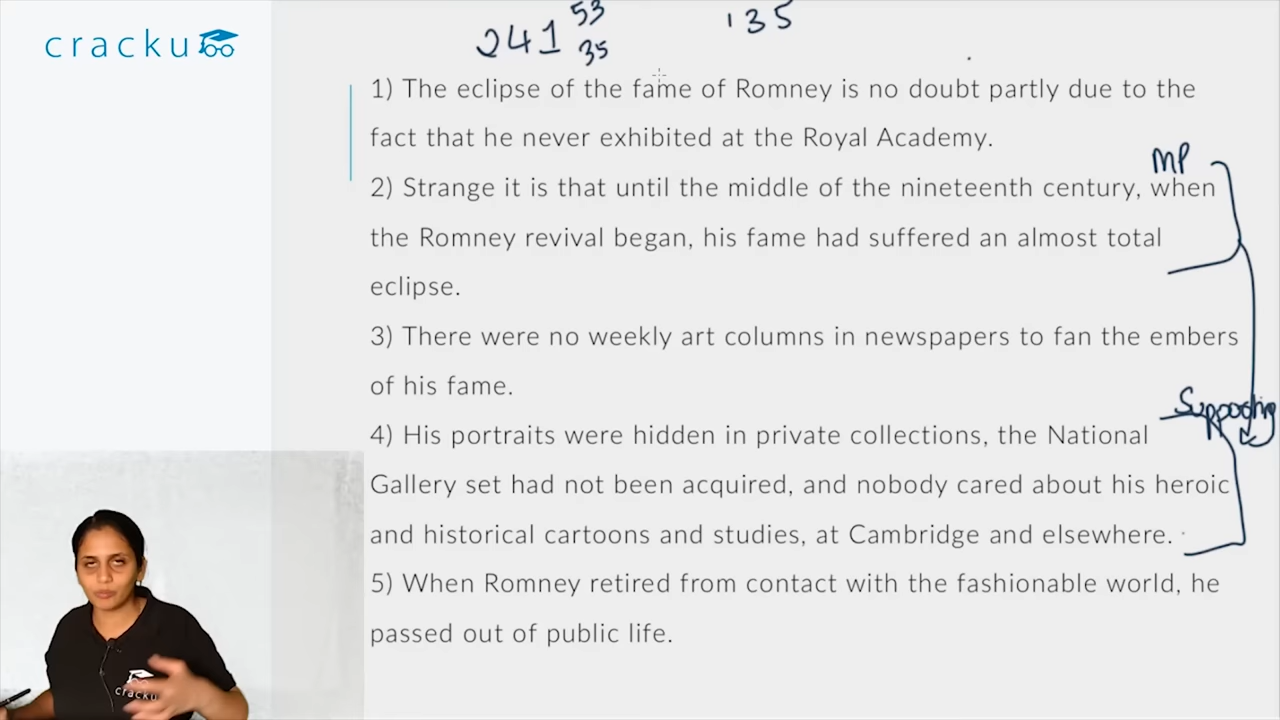 cracku
241 53
35
135
1) The eclipse of the fame of Romney is no doubt partly due to the
fact that he never exhibited at the Royal Academy.
MP
2) Strange it is that until the middle of the nineteenth century, when
the Romney revival began, his fame had suffered an almost total
eclipse.
3) There were no weekly art columns in newspapers to fan the embers
of his fame.
Supporting
4) His portraits were hidden in private collections, the National
Gallery set had not been acquired, and nobody cared about his heroic
and historical cartoons and studies, at Cambridge and elsewhere.
5) When Romney retired from contact with the fashionable world, he
passed out of public life.
cracku